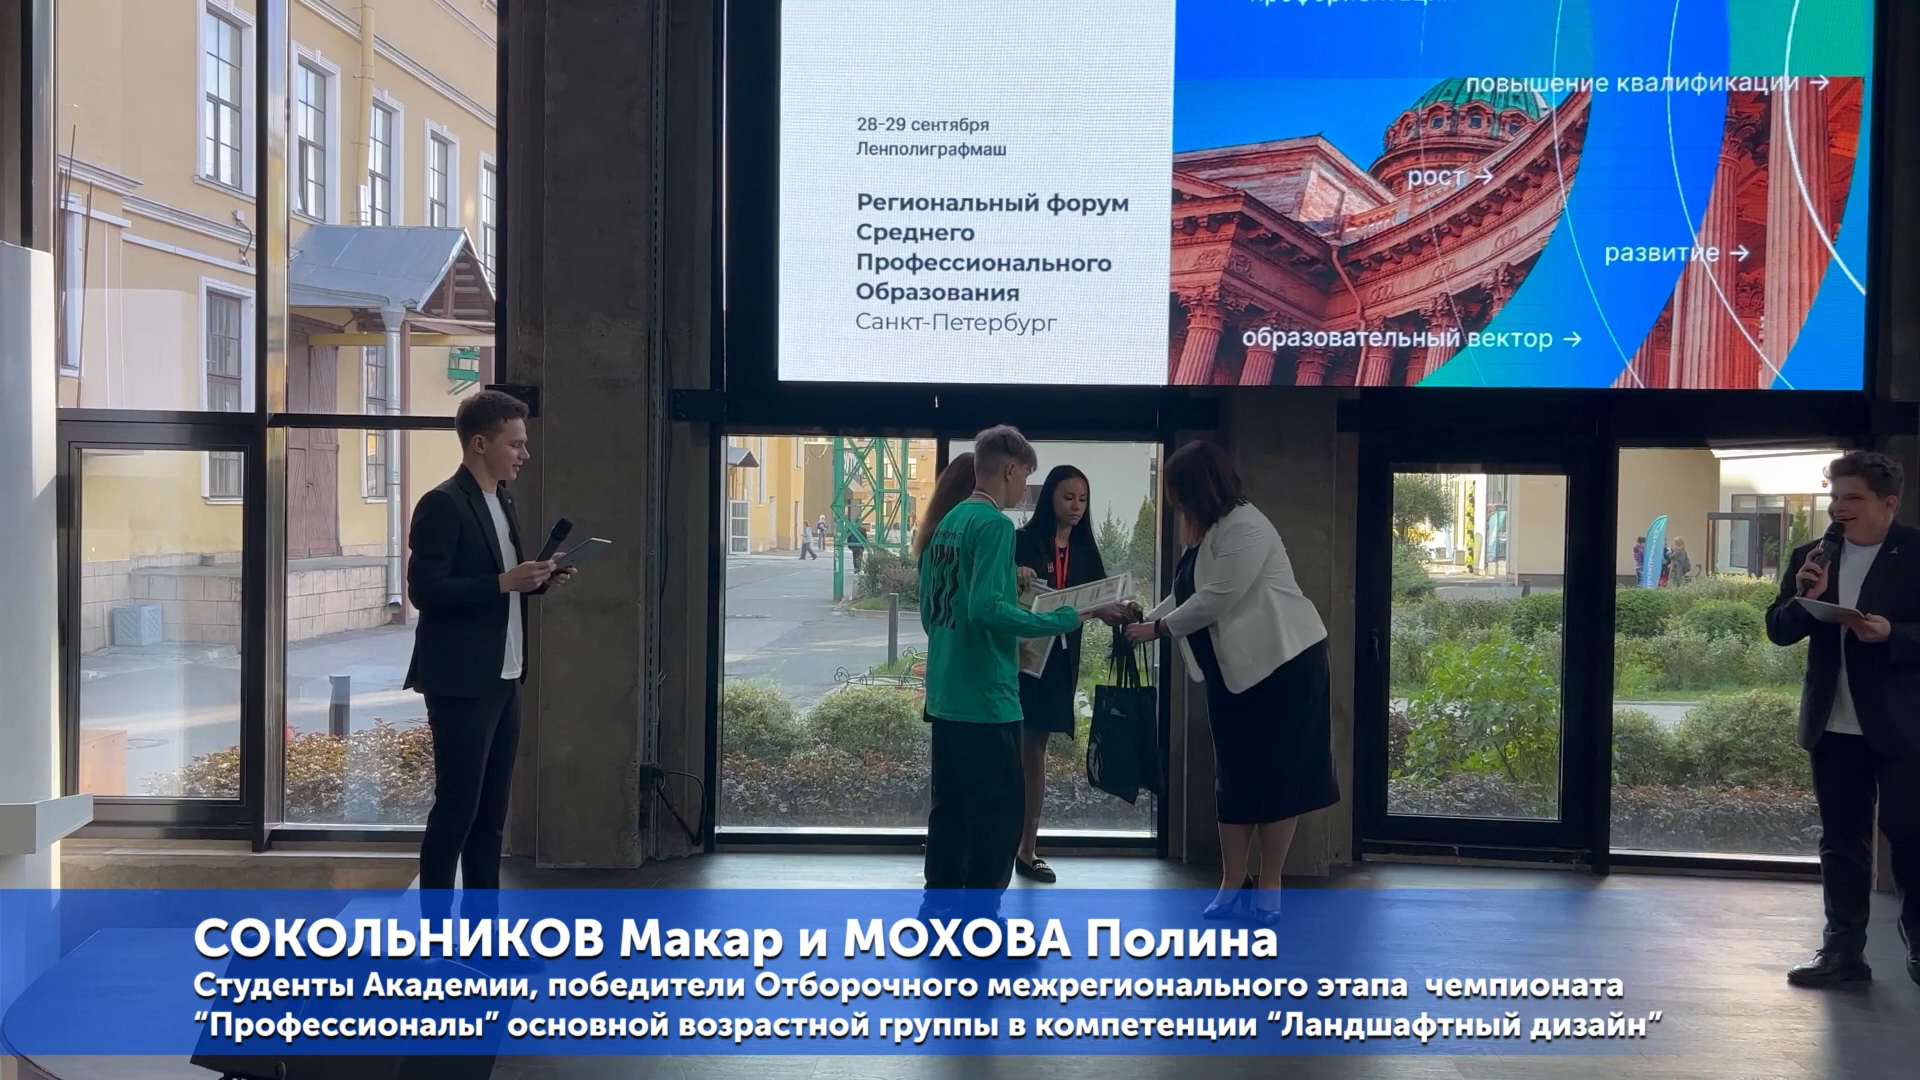 профориентация
повышение квалификации →
28-29 сентября
Ленполиграфмаш
рост →
Региональный форум
Среднего
Профессионального
Образования
Санкт-Петербург
развитие →
образовательный вектор →
СОКОЛЬНИКОВ Макар и МОХОВА Полина
Студенты Академии, победители Отборочного межрегионального этапа чемпионата
“Профессионалы” основной возрастной группы в компетенции “Ландшафтный дизайн”